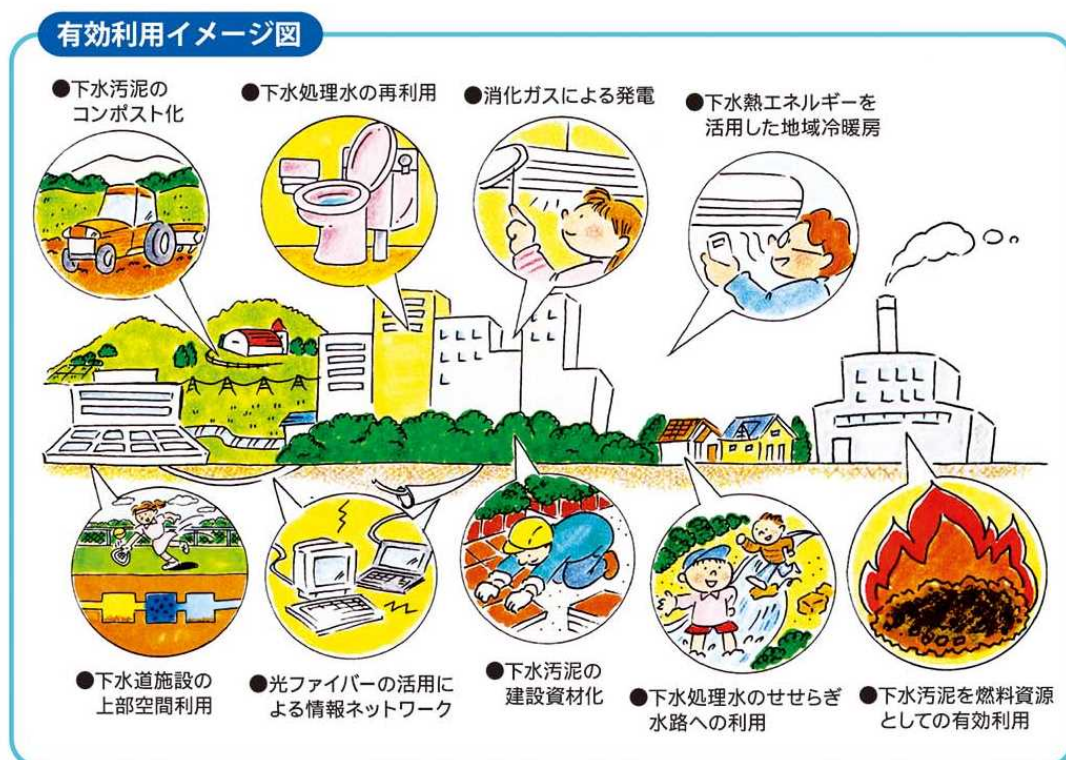 有効利用イメージ図
●下水汚泥の
コンポスト化
●下水処理水の再利用
●消化ガスによる発電
●下水熱エネルギーを
活用した地域冷暖房
●下水道施設の
上部空間利用
●光ファイバーの活用に
よる情報ネットワーク
●下水汚泥の
建設資材化
●下水処理水のせせらぎ
水路への利用
●下水汚泥を燃料資源
としての有効利用